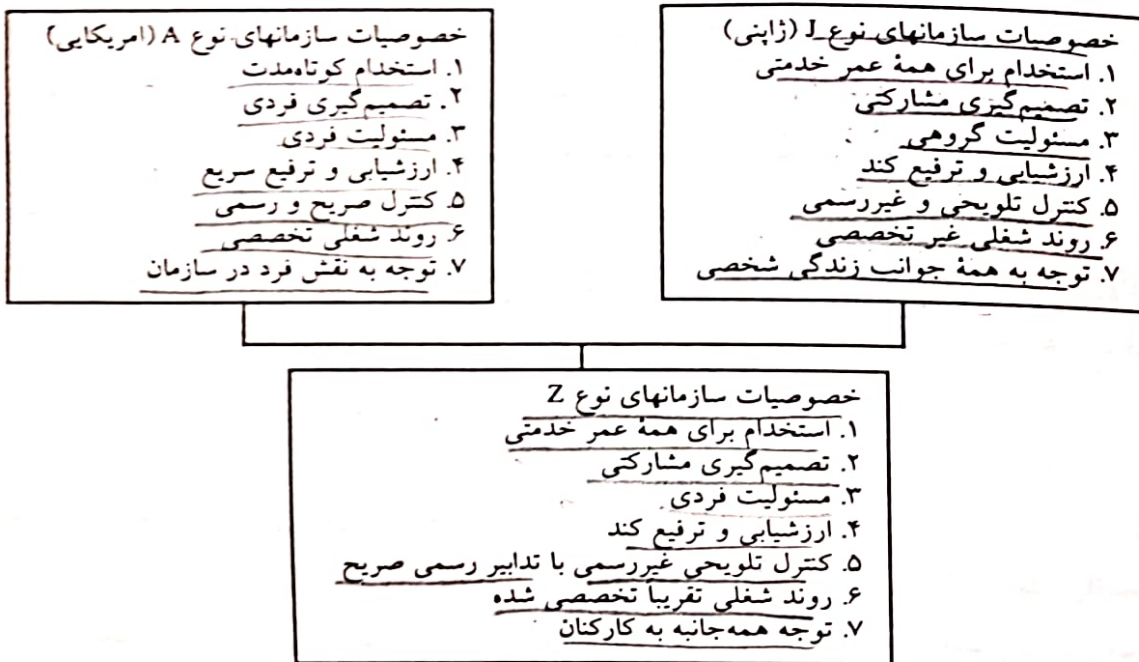 خصوصیات سازمانهای نوع J (ژاپنی)
۱. استخدام برای همهٔ عمر خدمتی
۲. تصمیم‌گیری مشارکتی
۳. مسئولیت گروهی
۴. ارزشیابی و ترفیع کند
۵. کنترل تلویحی و غیررسمی
۶. روند شغلی غیر تخصصی
۷. توجه به همهٔ جوانب زندگی شخصی
خصوصیات سازمانهای نوع A (امریکایی)
۱. استخدام کوتاه‌مدت
۲. تصمیم‌گیری فردی
۳. مسئولیت فردی
۴. ارزشیابی و ترفیع سریع
۵. کنترل صریح و رسمی
۶. روند شغلی تخصصی
۷. توجه به نقش فرد در سازمان
خصوصیات سازمانهای نوع Z
۱. استخدام برای همهٔ عمر خدمتی
۲. تصمیم‌گیری مشارکتی
۳. مسئولیت فردی
۴. ارزشیابی و ترفیع کند
۵. کنترل تلویحی غیررسمی با تدابیر رسمی صریح
۶. روند شغلی تقریباً تخصصی شده
۷. توجه همه‌جانبه به کارکنان